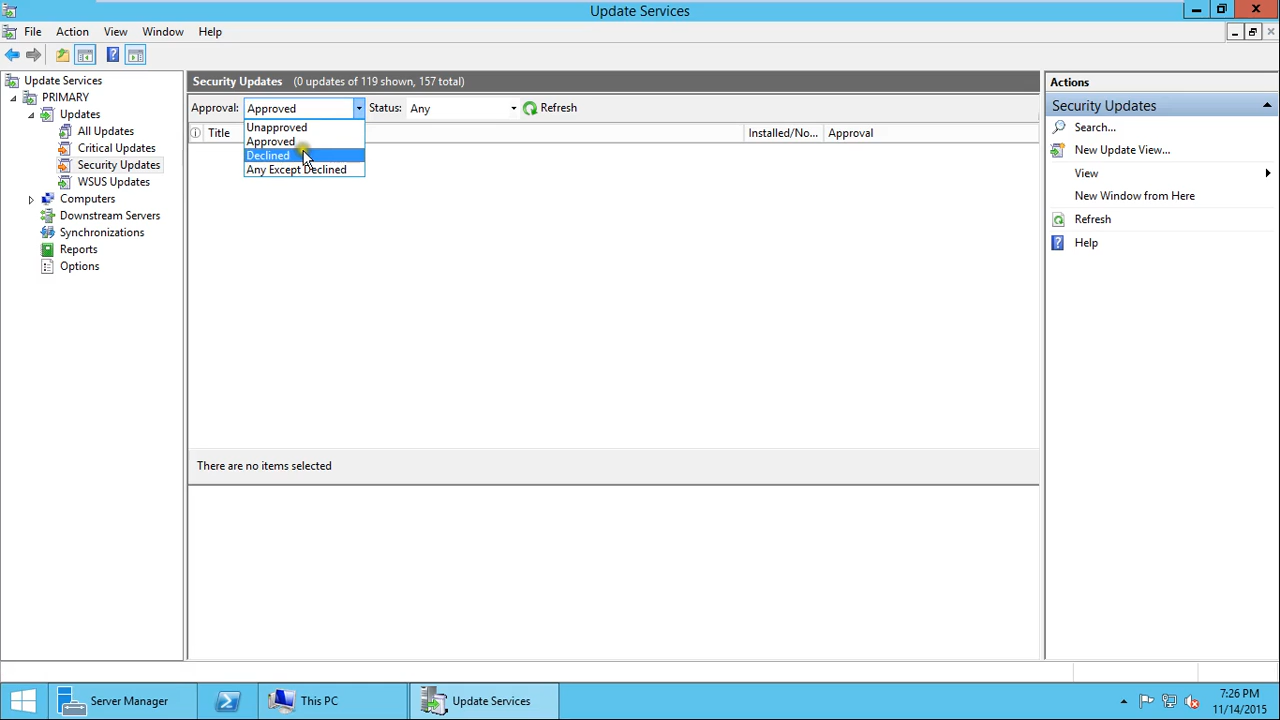 Update Services
File Action View Window Help
Update Services
PRIMARY
Updates
All Updates
Critical Updates
Security Updates
WSUS Updates
Computers
Downstream Servers
Synchronizations
Reports
Options
Security Updates (0 updates of 119 shown, 157 total)
Approval: Approved Status: Any Refresh
Title Installed/No... Approval
Unapproved
Approved
Declined
Any Except Declined
There are no items selected
Actions
Security Updates
Search...
New Update View...
View
New Window from Here
Refresh
Help
Server Manager This PC Update Services
7:26 PM
11/14/2015